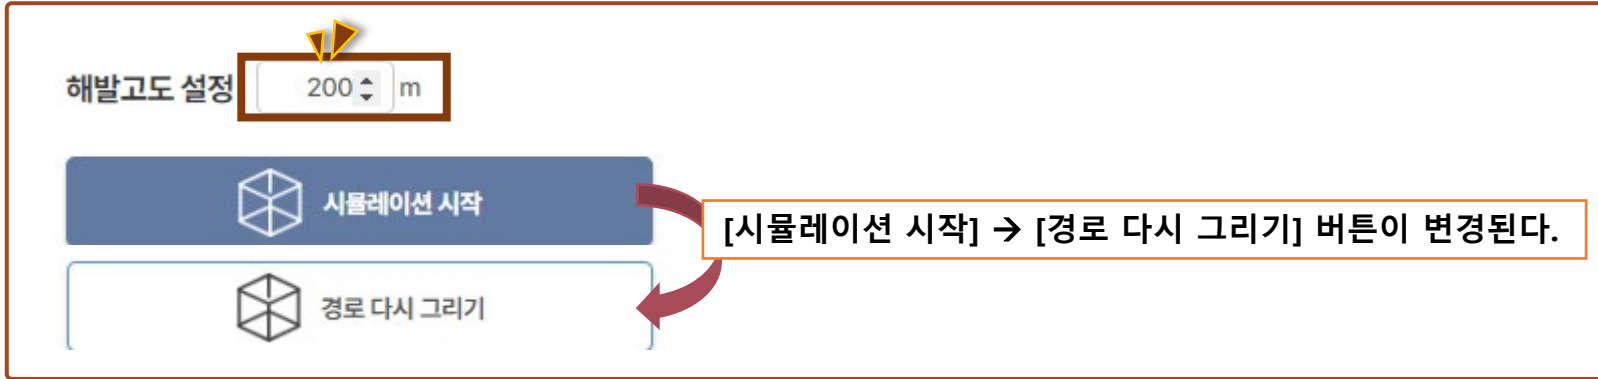 해발고도 설정 200 m
시뮬레이션 시작
[시뮬레이션 시작] → [경로 다시 그리기] 버튼이 변경된다.
경로 다시 그리기